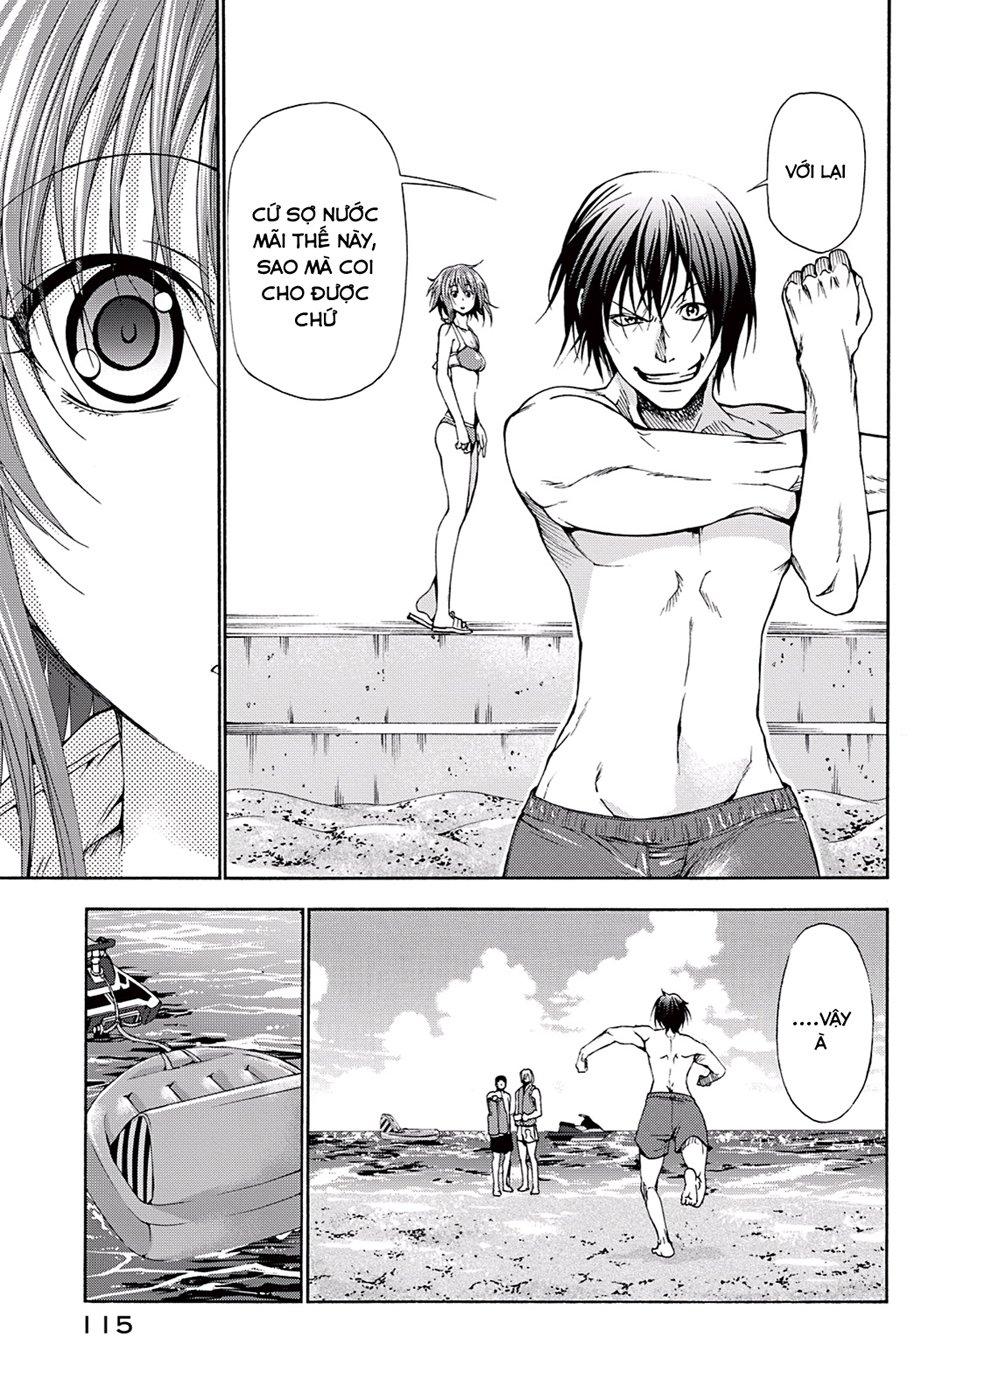 VỚI LẠI
CỨ SỢ NƯỚC
MÃI THẾ NÀY,
SAO MÀ COI
CHO ĐƯỢC
CHỨ
....VẬY
À
115